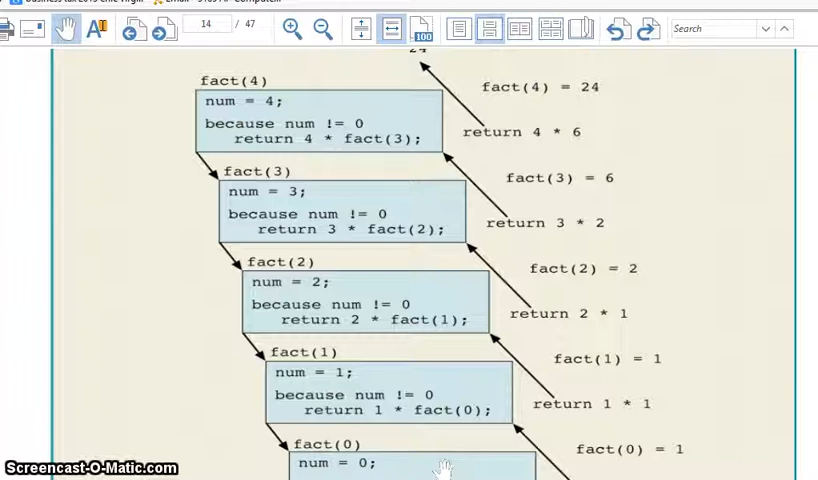 14 / 47
100
Search
24
fact(4)
fact(4) = 24
num = 4;
because num != 0
return 4 * fact(3);
return 4 * 6
fact(3)
fact(3) = 6
num = 3;
because num != 0
return 3 * fact(2);
return 3 * 2
fact(2)
fact(2) = 2
num = 2;
because num != 0
return 2 * fact(1);
return 2 * 1
fact(1)
fact(1) = 1
num = 1;
because num != 0
return 1 * fact(0);
return 1 * 1
fact(0)
fact(0) = 1
num = 0;
Screencast-O-Matic.com